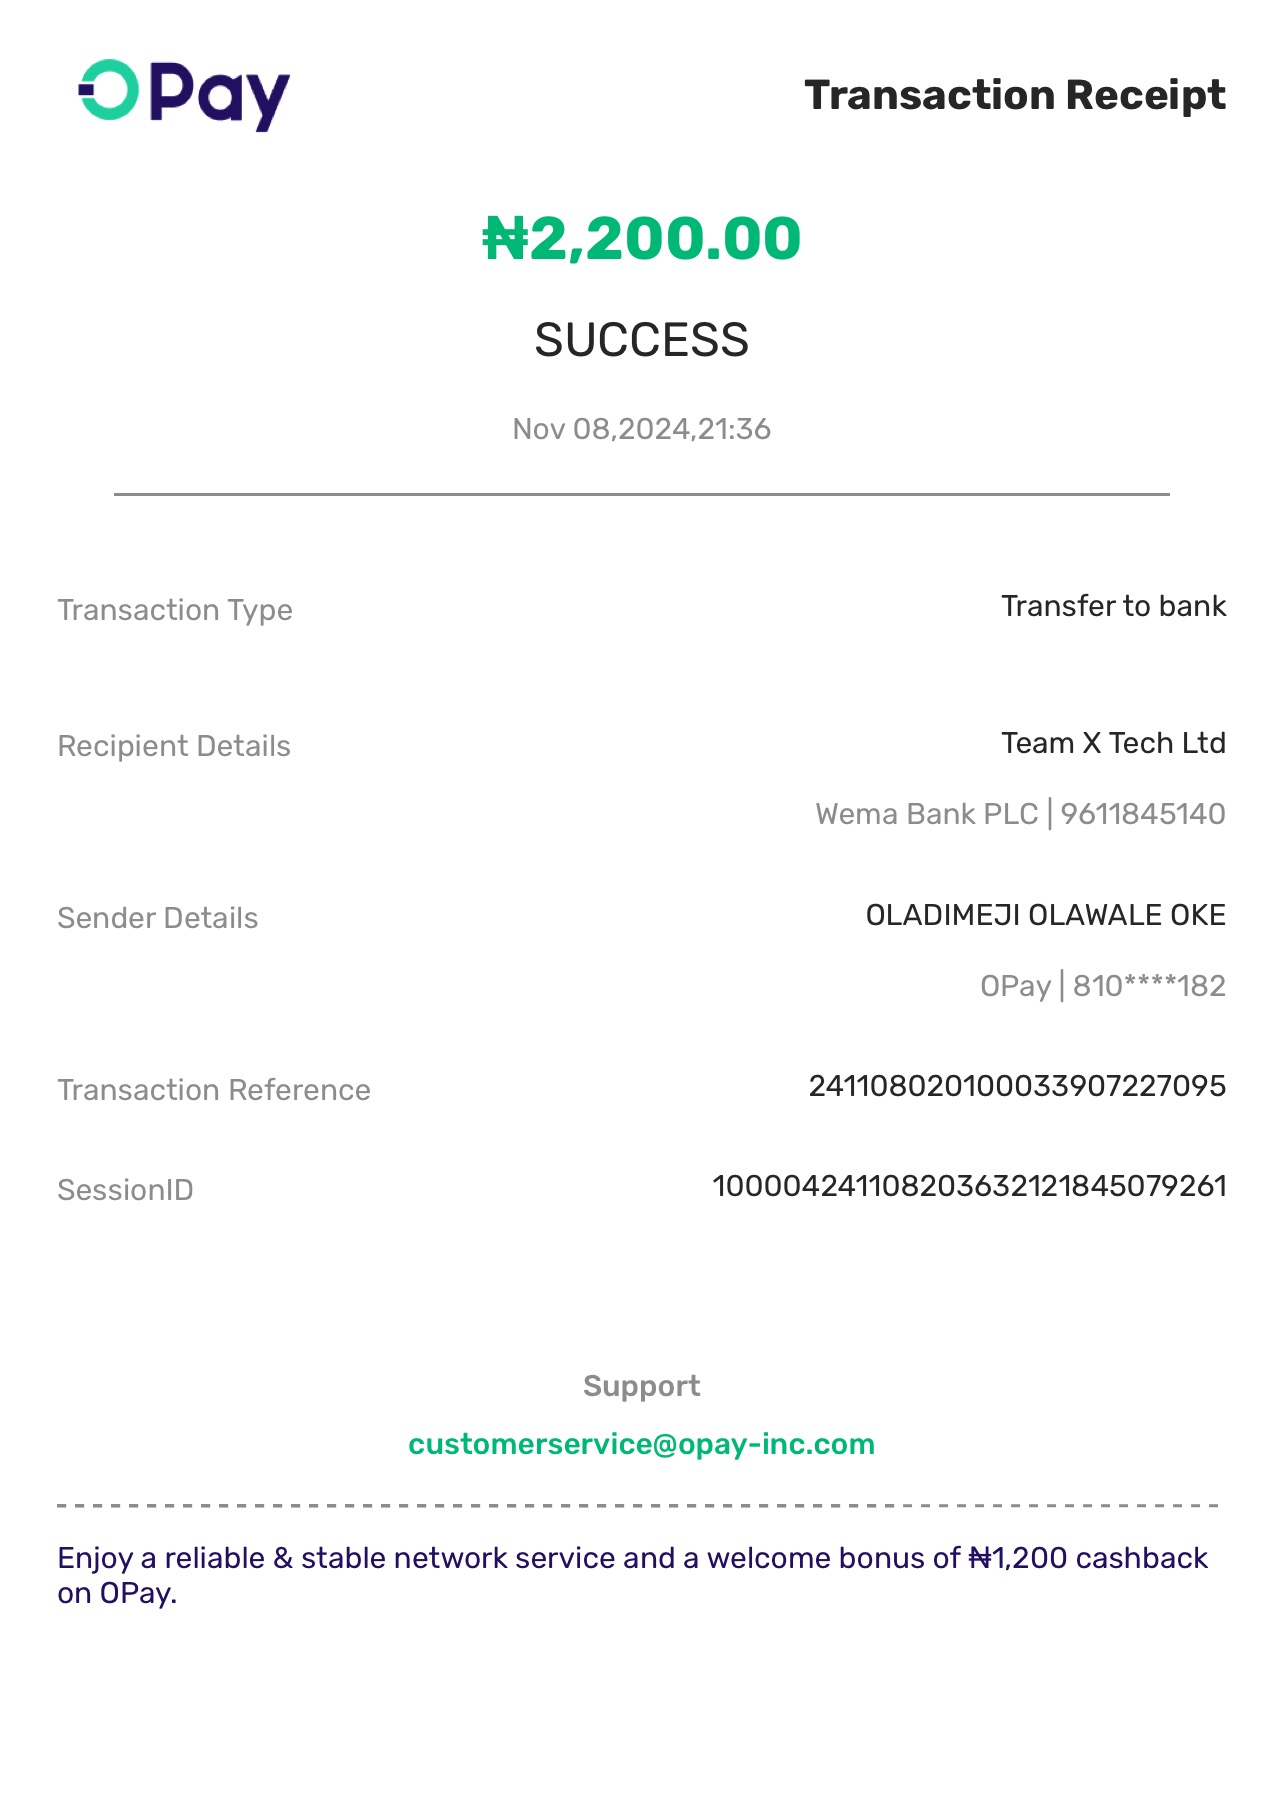 OPay
Transaction Receipt
₦2,200.00
SUCCESS
Nov 08,2024,21:36
Transaction Type
Transfer to bank
Recipient Details
Team X Tech Ltd
Wema Bank PLC | 9611845140
Sender Details
OLADIMEJI OLAWALE OKE
OPay | 810****182
Transaction Reference
241108020100033907227095
SessionID
100004241108203632121845079261
Support
customerservice@opay-inc.com
Enjoy a reliable & stable network service and a welcome bonus of ₦1,200 cashback
on OPay.